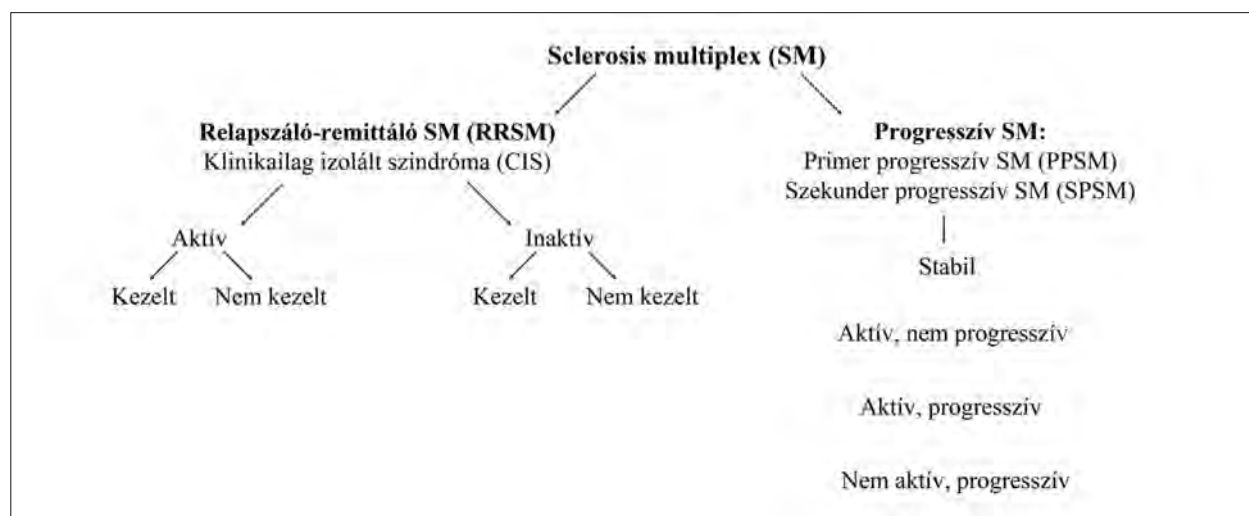 Sclerosis multiplex (SM)
Relapszáló-remittáló SM (RRSM)
Klinikailag izolált szindróma (CIS)
Progresszív SM:
Primer progresszív SM (PPSM)
Szekunder progresszív SM (SPSM)
Aktív
Inaktív
Kezelt
Nem kezelt
Kezelt
Nem kezelt
Stabil
Aktív, nem progresszív
Aktív, progresszív
Nem aktív, progresszív